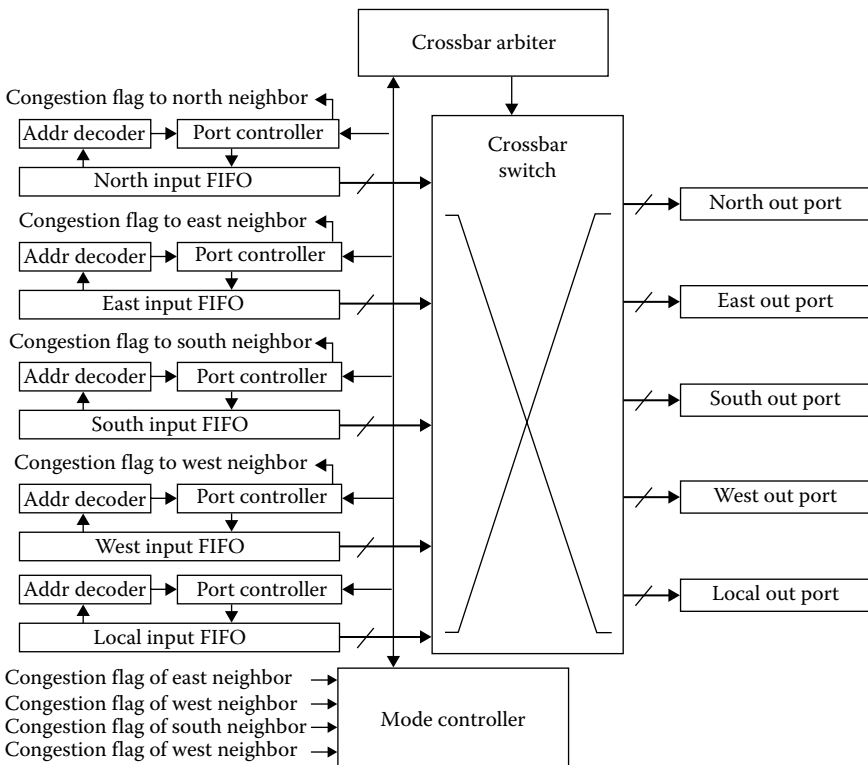 Crossbar arbiter
Congestion flag to north neighbor
Addr decoder
Port controller
North input FIFO
Crossbar
switch
North out port
Congestion flag to east neighbor
Addr decoder
Port controller
East input FIFO
East out port
Congestion flag to south neighbor
Addr decoder
Port controller
South input FIFO
South out port
Congestion flag to west neighbor
Addr decoder
Port controller
West input FIFO
West out port
Addr decoder
Port controller
Local input FIFO
Local out port
Congestion flag of east neighbor
Congestion flag of west neighbor
Congestion flag of south neighbor
Congestion flag of west neighbor
Mode controller